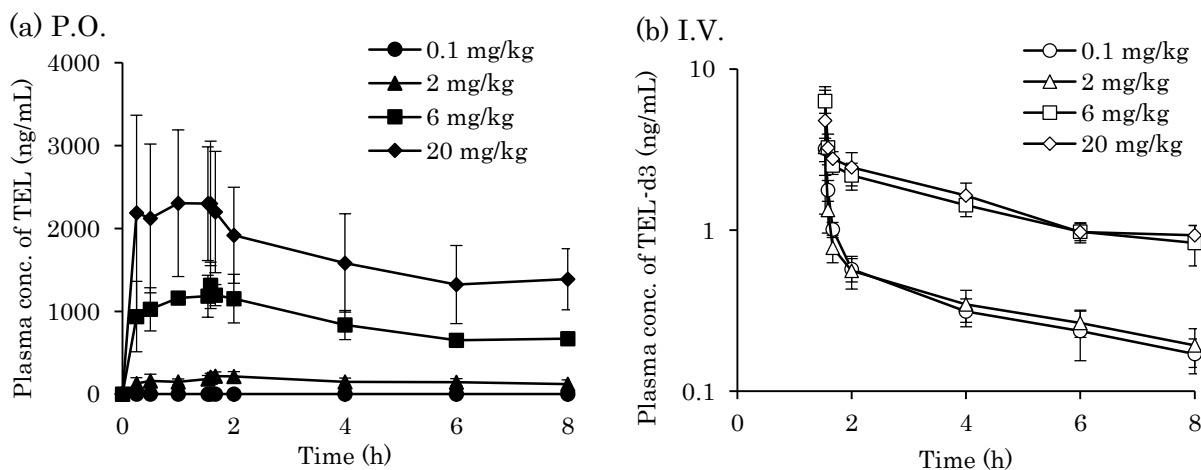 (a) P.O.
0.1 mg/kg
2 mg/kg
6 mg/kg
20 mg/kg
Plasma conc. of TEL (ng/mL)
4000
3000
2000
1000
0
0 2 4 6 8
Time (h)
(b) I.V.
0.1 mg/kg
2 mg/kg
6 mg/kg
20 mg/kg
Plasma conc. of TEL-d3 (ng/mL)
10
1
0.1
0 2 4 6 8
Time (h)